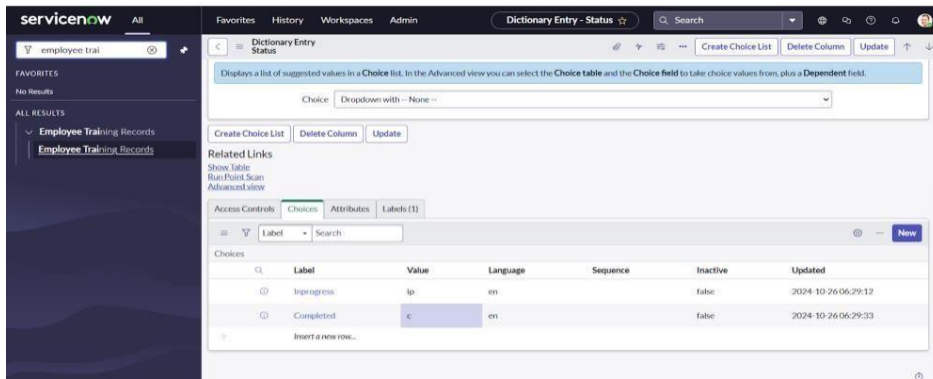 servicenow All Favorites History Workspaces Admin Dictionary Entry - Status Search
employee trai
Dictionary Entry
Status
Create Choice List Delete Column Update
FAVORITES
No Results
ALL RESULTS
Employee Training Records
Employee Training Records
Displays a list of suggested values in a Choice list. In the Advanced view you can select the Choice table and the Choice field to take choice values from, plus a Dependent field.
Choice Dropdown with -- None --
Create Choice List Delete Column Update
Related Links
Show Table
Run Point Scan
Advanced view
Access Controls Choices Attributes Labels (1)
Label Search New
Choices
Label Value Language Sequence Inactive Updated
Inprogress ip en false 2024-10-26 06:29:12
Completed c en false 2024-10-26 06:29:33
Insert a new row...